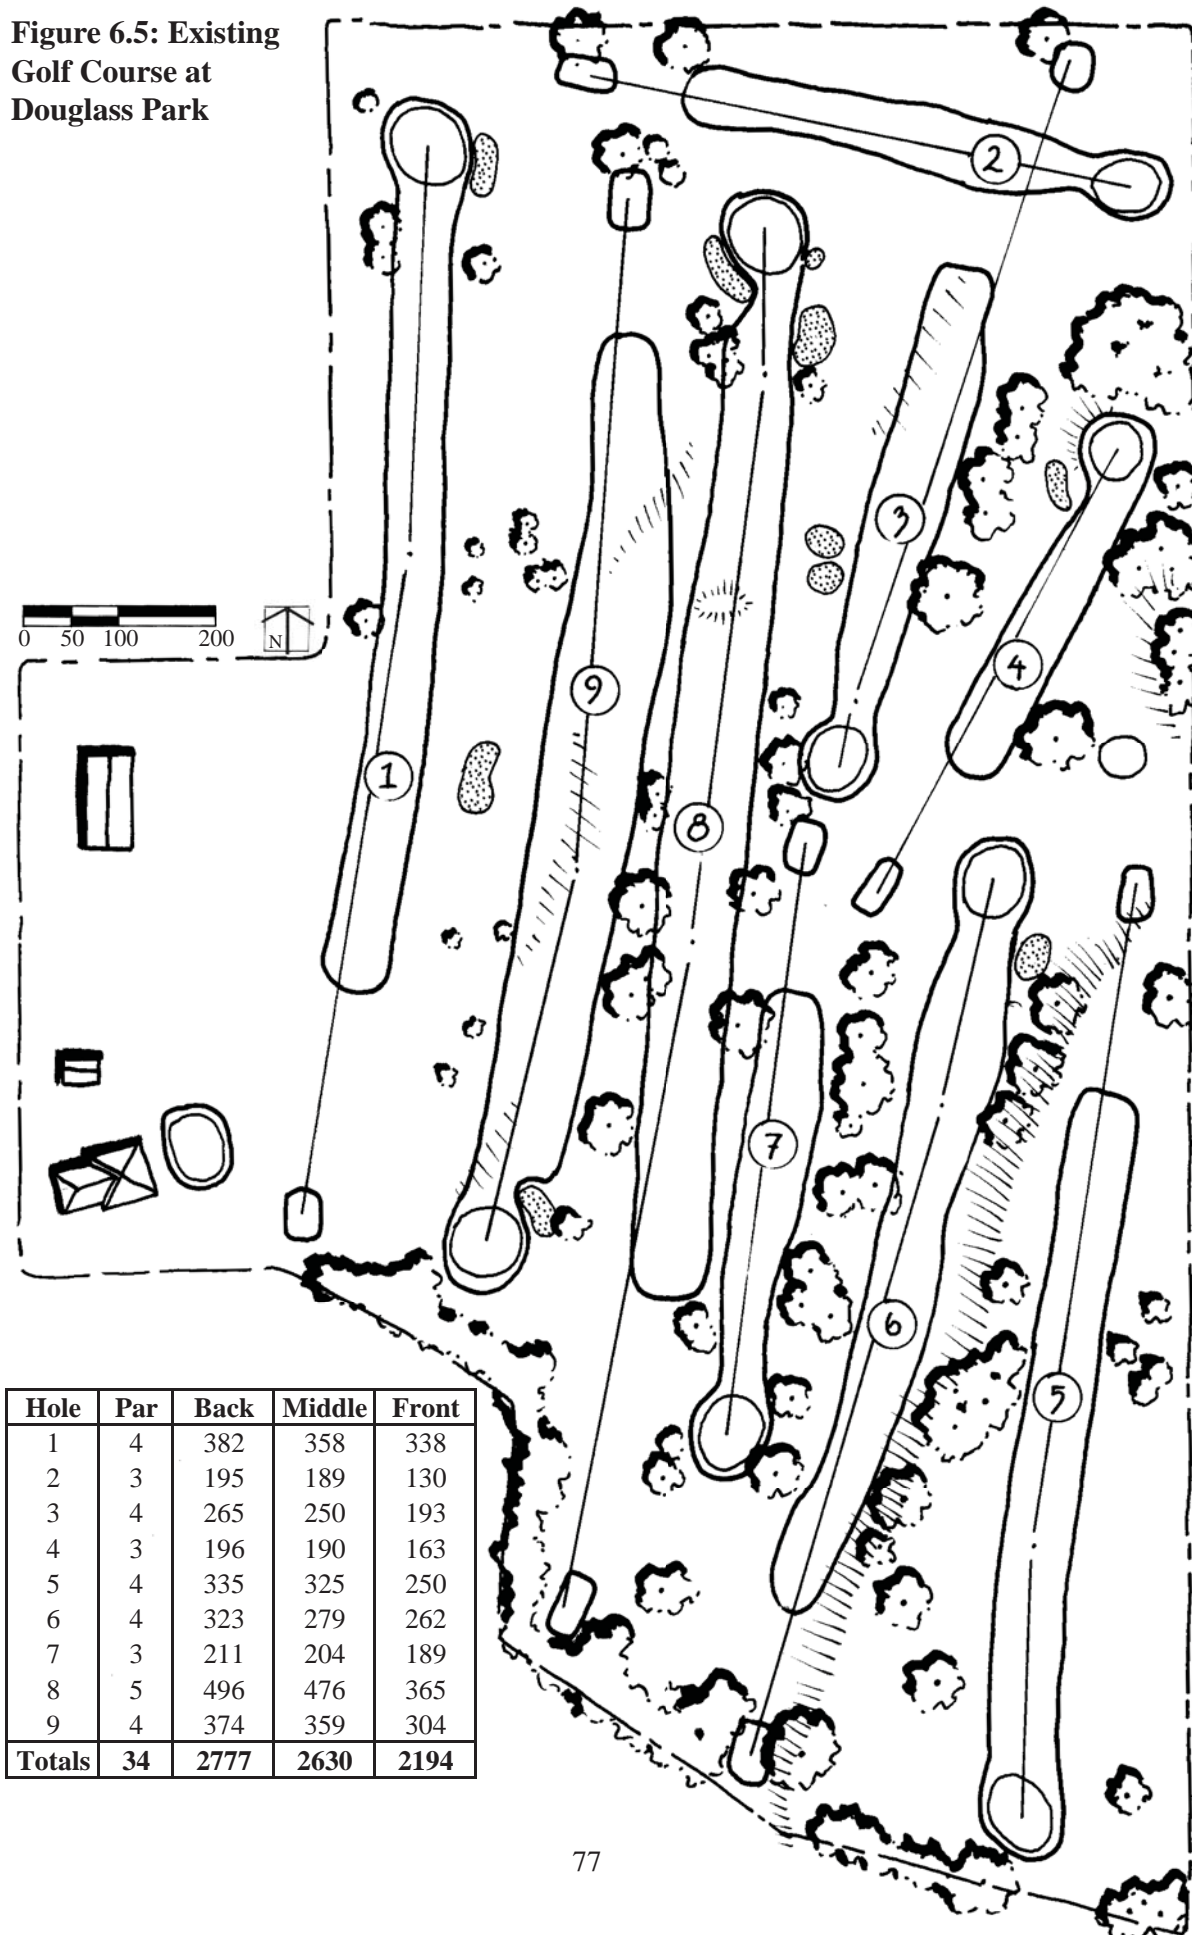 Figure 6.5: Existing
Golf Course at
Douglass Park
2
3
0 50 100 200
N
4
9
1
8
7
6
5
Hole Par Back Middle Front
1 4 382 358 338
2 3 195 189 130
3 4 265 250 193
4 3 196 190 163
5 4 335 325 250
6 4 323 279 262
7 3 211 204 189
8 5 496 476 365
9 4 374 359 304
Totals 34 2777 2630 2194
77